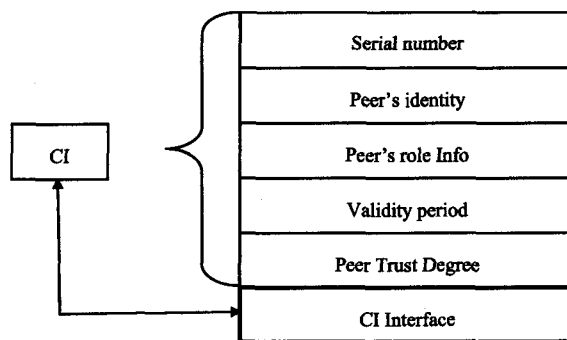 Serial number
Peer's identity
CI
Peer's role Info
Validity period
Peer Trust Degree
CI Interface